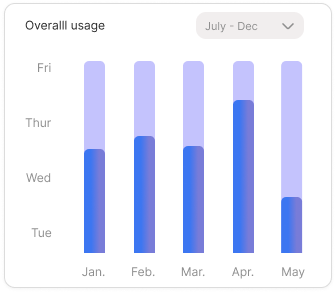 Overalll usage
July - Dec
Fri
Thur
Wed
Tue
Jan. Feb. Mar. Apr. May